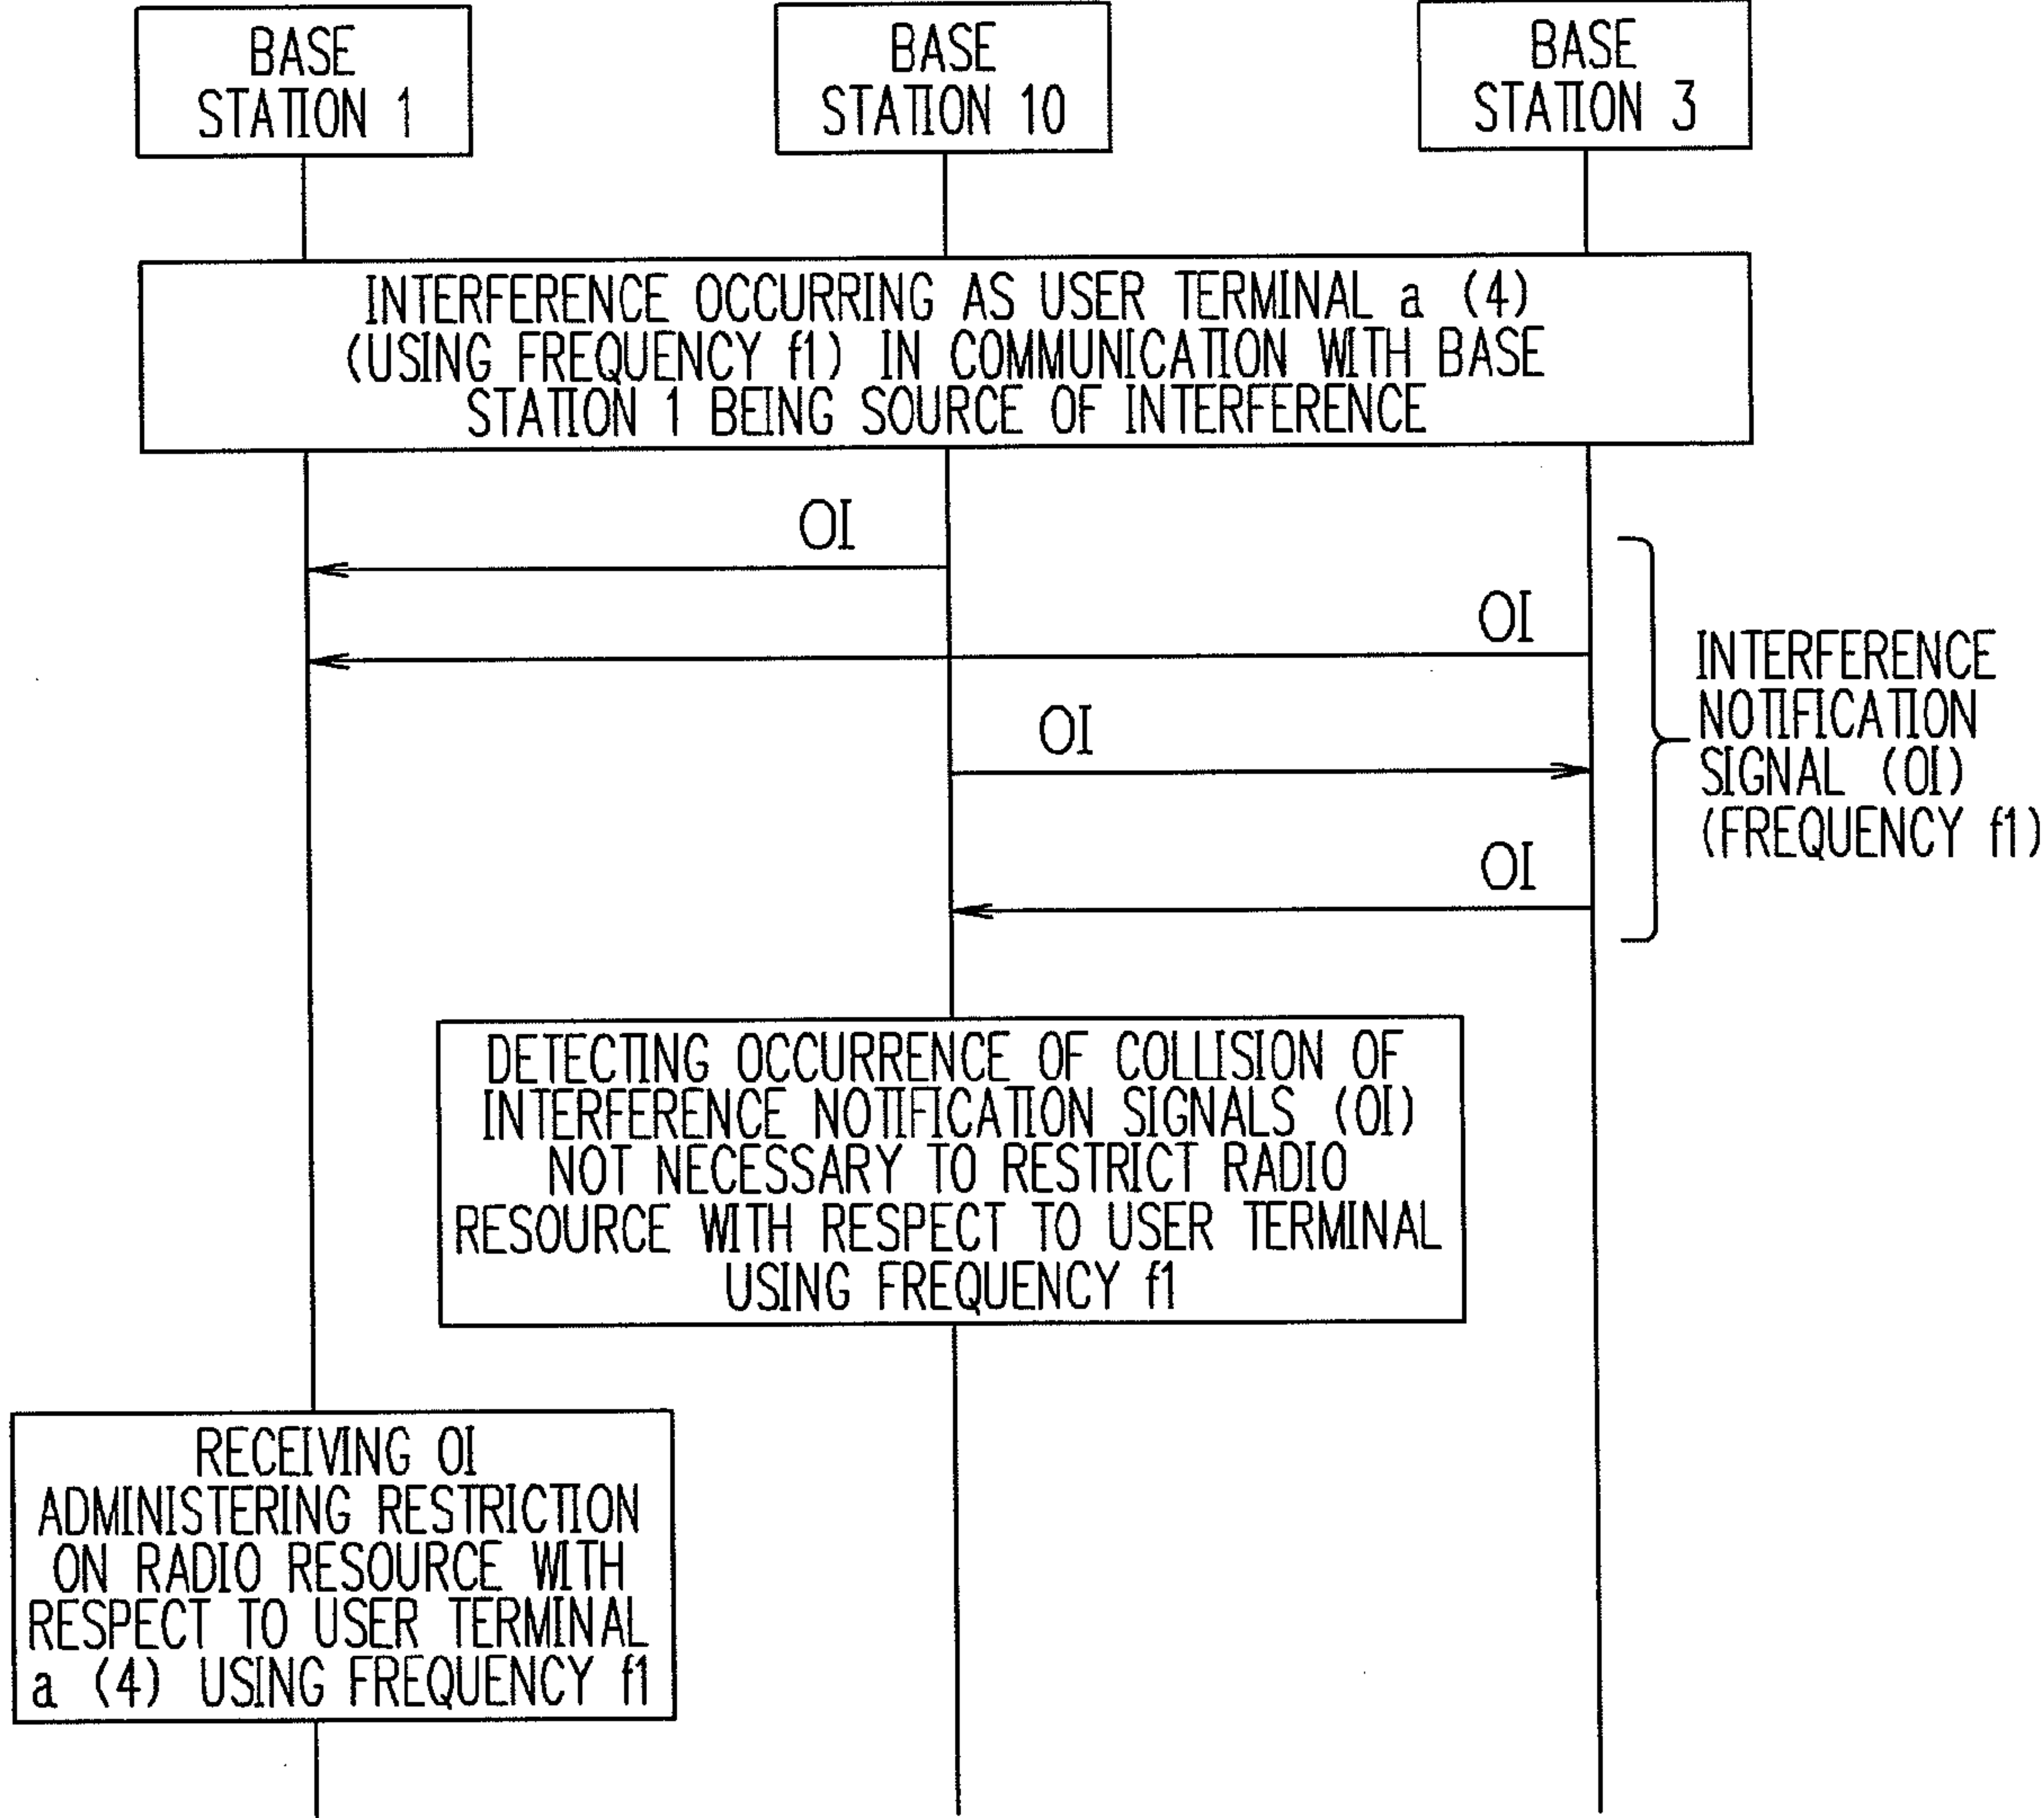 BASE
STATION 1
BASE
STATION 10
BASE
STATION 3
INTERFERENCE OCCURRING AS USER TERMINAL a (4)
(USING FREQUENCY f1) IN COMMUNICATION WITH BASE
STATION 1 BEING SOURCE OF INTERFERENCE
OI
OI
OI
OI
INTERFERENCE
NOTIFICATION
SIGNAL (OI)
(FREQUENCY f1)
DETECTING OCCURRENCE OF COLLISION OF
INTERFERENCE NOTIFICATION SIGNALS (OI)
NOT NECESSARY TO RESTRICT RADIO
RESOURCE WITH RESPECT TO USER TERMINAL
USING FREQUENCY f1
RECEIVING OI
ADMINISTERING RESTRICTION
ON RADIO RESOURCE WITH
RESPECT TO USER TERMINAL
a (4) USING FREQUENCY f1